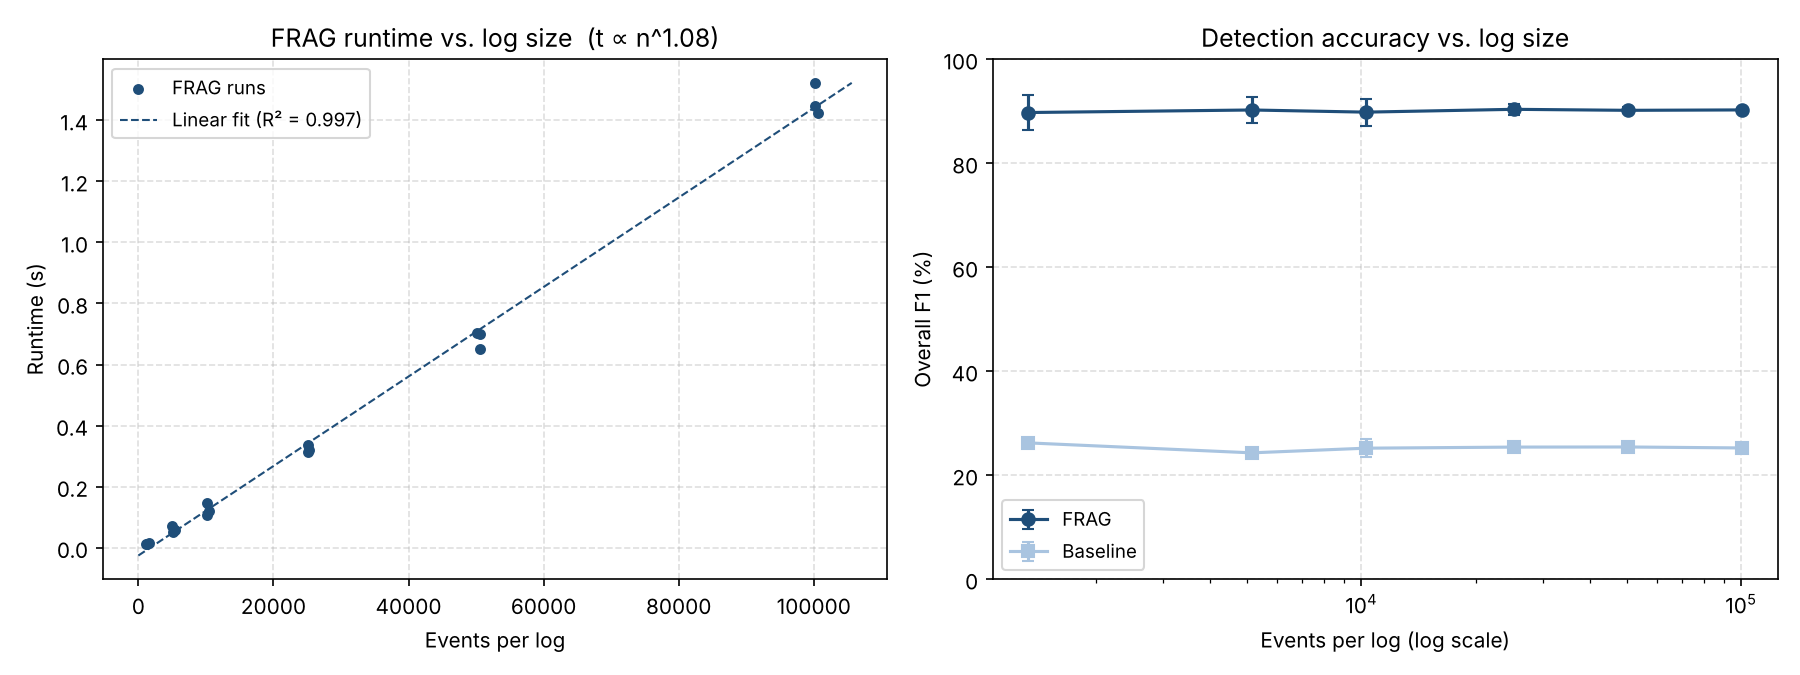 FRAG runtime vs. log size (t ∝ n^1.08)
FRAG runs
Linear fit (R² = 0.997)
Runtime (s)
1.4
1.2
1.0
0.8
0.6
0.4
0.2
0.0
0 20000 40000 60000 80000 100000
Events per log
Detection accuracy vs. log size
Overall F1 (%)
100
80
60
40
20
0
FRAG
Baseline
10⁴ 10⁵
Events per log (log scale)